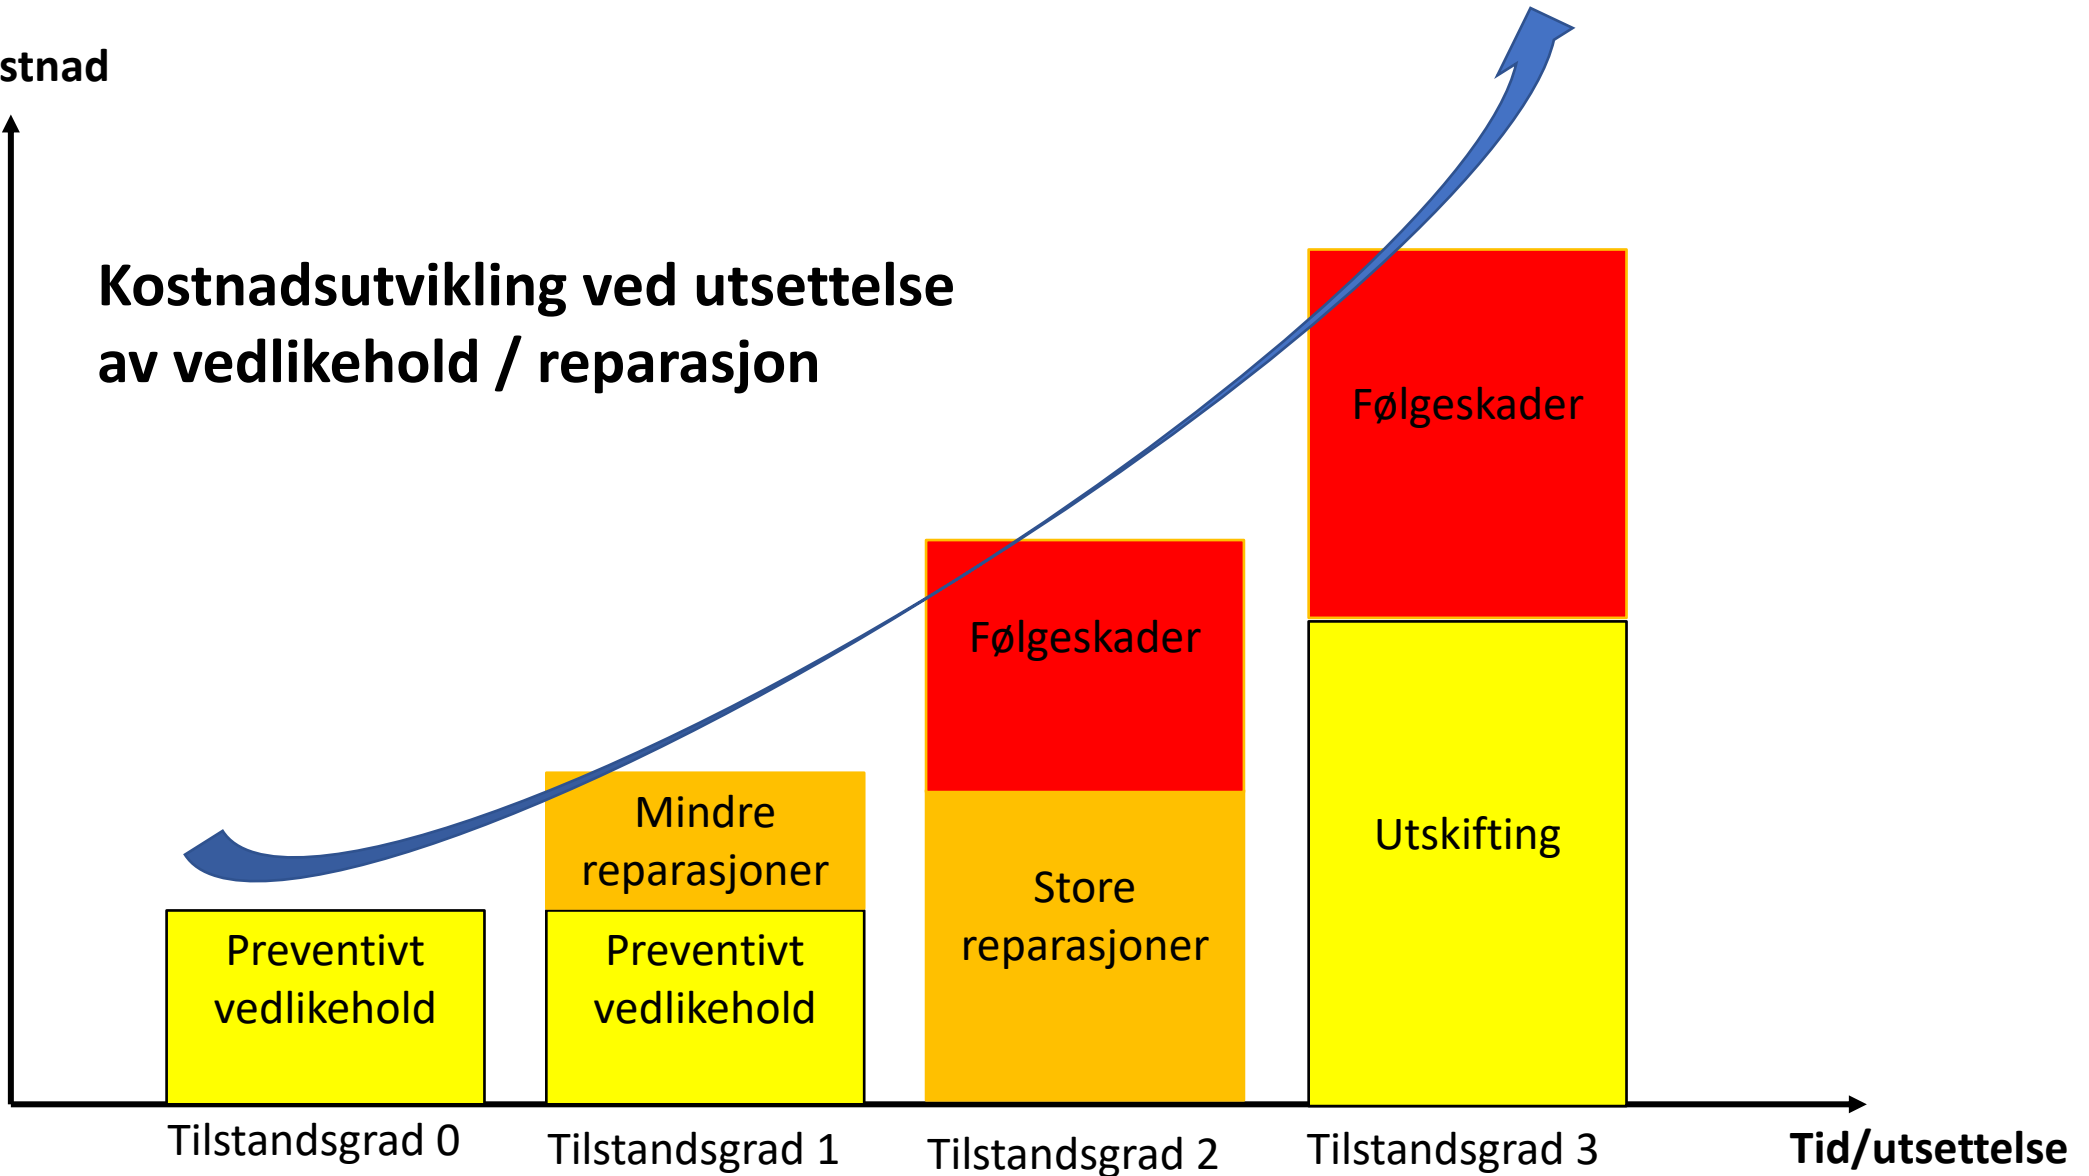 stnad
Kostnadsutvikling ved utsettelse
av vedlikehold / reparasjon
Følgeskader
Følgeskader
Mindre
reparasjoner
Utskifting
Store
reparasjoner
Preventivt
vedlikehold
Preventivt
vedlikehold
Tilstandsgrad 0
Tilstandsgrad 1
Tilstandsgrad 2
Tilstandsgrad 3
Tid/utsettelse